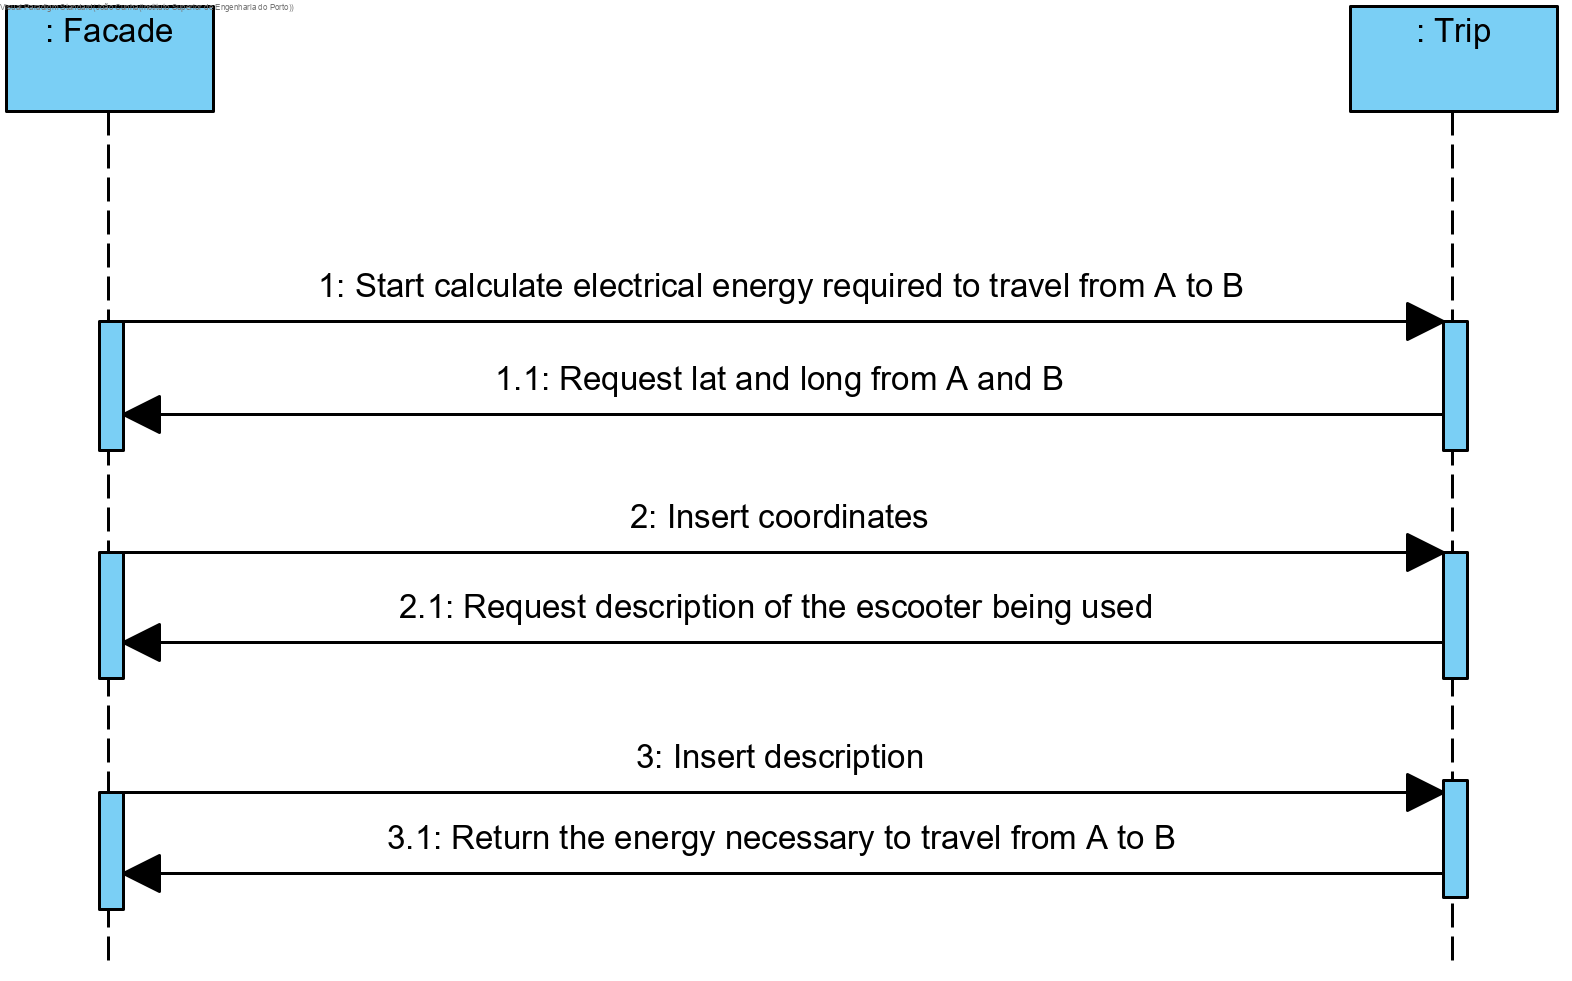 Engenharia do Porto))
: Facade
: Trip
1: Start calculate electrical energy required to travel from A to B
1.1: Request lat and long from A and B
2: Insert coordinates
2.1: Request description of the escooter being used
3: Insert description
3.1: Return the energy necessary to travel from A to B